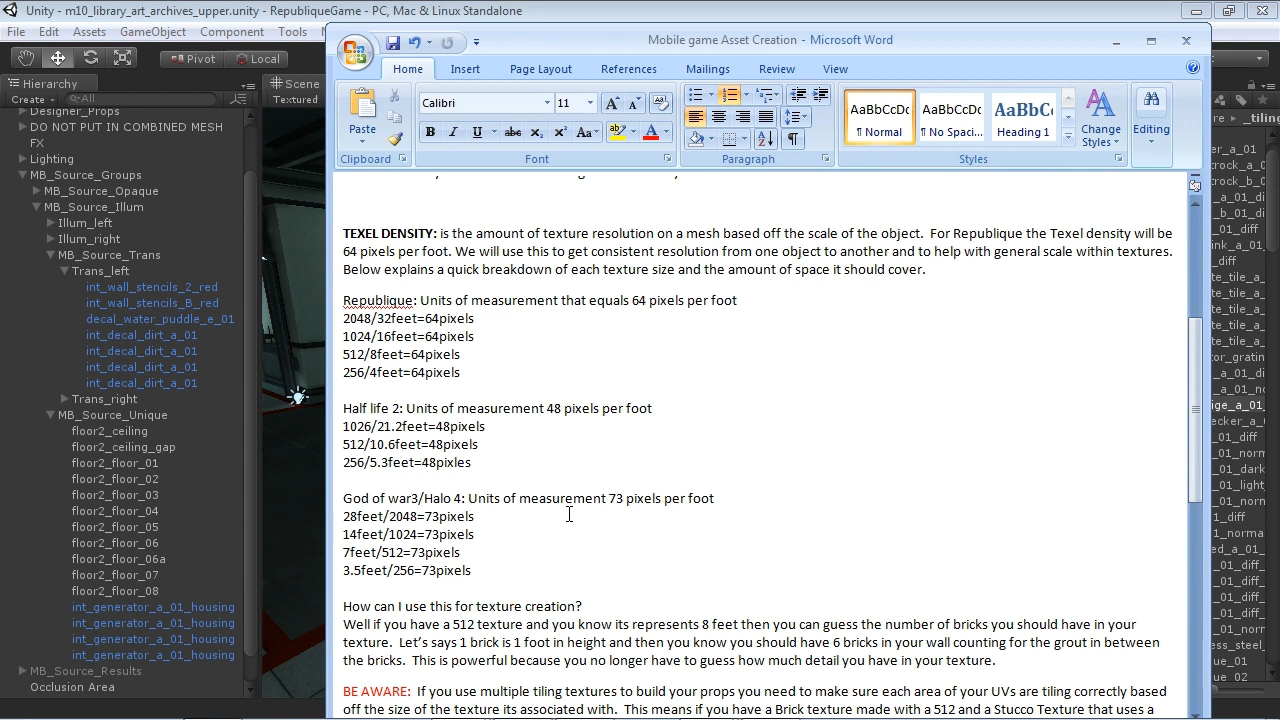 Unity - m10_library_art_archives_upper.unity - RepubliqueGame - PC, Mac & Linux Standalone
File Edit Assets GameObject Component Tools
Pivot Local
Hierarchy
Create All
Designer_Props
DO NOT PUT IN COMBINED MESH
FX
Lighting
MB_Source_Groups
MB_Source_Opaque
MB_Source_Illum
Illum_left
Illum_right
MB_Source_Trans
Trans_left
int_wall_stencils_2_red
int_wall_stencils_B_red
decal_water_puddle_e_01
int_decal_dirt_a_01
int_decal_dirt_a_01
int_decal_dirt_a_01
int_decal_dirt_a_01
Trans_right
MB_Source_Unique
floor2_ceiling
floor2_ceiling_gap
floor2_floor_01
floor2_floor_02
floor2_floor_03
floor2_floor_04
floor2_floor_05
floor2_floor_06
floor2_floor_06a
floor2_floor_07
floor2_floor_08
int_generator_a_01_housing
int_generator_a_01_housing
int_generator_a_01_housing
int_generator_a_01_housing
MB_Source_Results
Occlusion Area
Scene
Textured
Mobile game Asset Creation - Microsoft Word
Home Insert Page Layout References Mailings Review View
Paste
Clipboard
Calibri 11
Font
Paragraph
AaBbCcDc AaBbCcDc AaBbCc
¶ Normal ¶ No Spaci... Heading 1
Change Styles
Styles
Editing
TEXEL DENSITY: is the amount of texture resolution on a mesh based off the scale of the object. For Republique the Texel density will be
64 pixels per foot. We will use this to get consistent resolution from one object to another and to help with general scale within textures.
Below explains a quick breakdown of each texture size and the amount of space it should cover.
Republique: Units of measurement that equals 64 pixels per foot
2048/32feet=64pixels
1024/16feet=64pixels
512/8feet=64pixels
256/4feet=64pixels
Half life 2: Units of measurement 48 pixels per foot
1026/21.2feet=48pixels
512/10.6feet=48pixels
256/5.3feet=48pixles
God of war3/Halo 4: Units of measurement 73 pixels per foot
28feet/2048=73pixels
14feet/1024=73pixels
7feet/512=73pixels
3.5feet/256=73pixels
How can I use this for texture creation?
Well if you have a 512 texture and you know its represents 8 feet then you can guess the number of bricks you should have in your
texture. Let's says 1 brick is 1 foot in height and then you know you should have 6 bricks in your wall counting for the grout in between
the bricks. This is powerful because you no longer have to guess how much detail you have in your texture.
BE AWARE: If you use multiple tiling textures to build your props you need to make sure each area of your UVs are tiling correctly based
off the size of the texture is associated with. This means if you have a Brick texture made with a 512 and a Stucco Texture that uses a